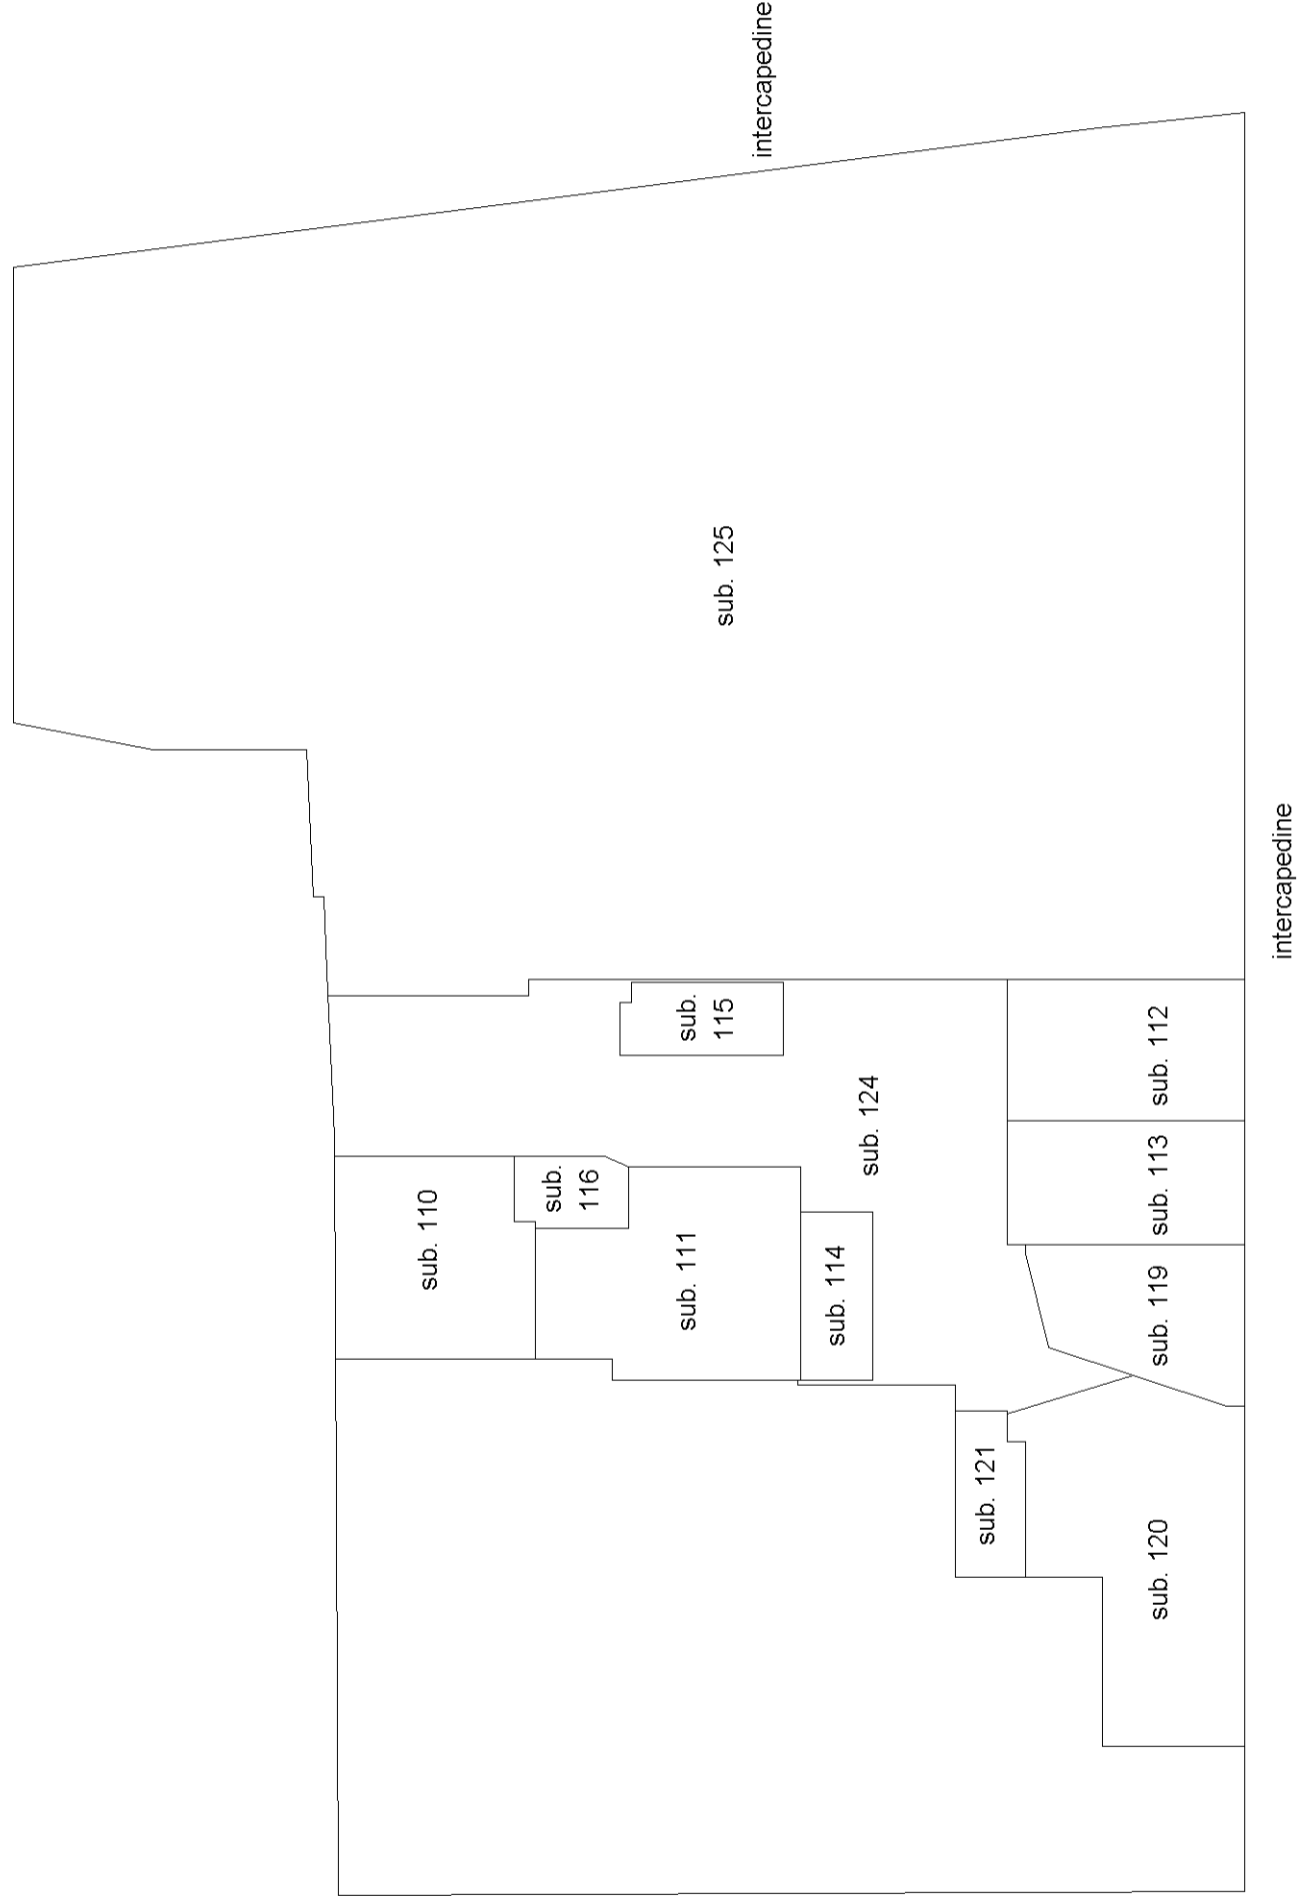 intercapedine
sub. 125
intercapedine
sub.
115
sub. 112
sub. 124
sub. 113
sub. 110
sub.
116
sub. 111
sub. 114
sub. 119
sub. 121
sub. 120